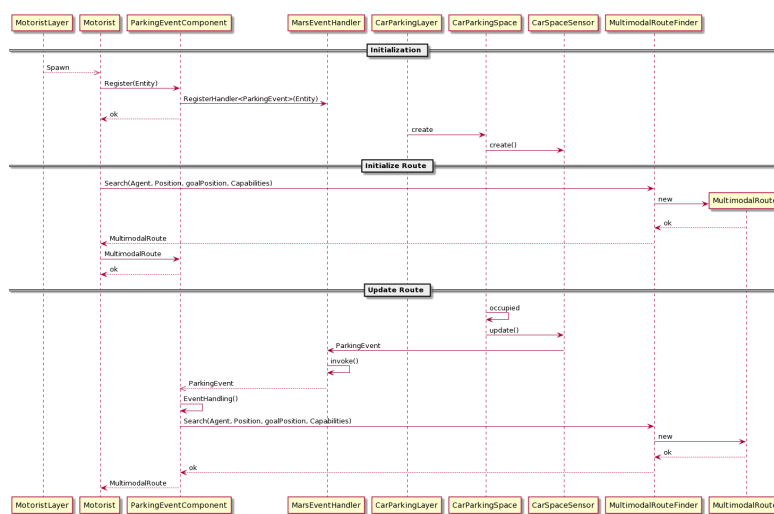 MotoristLayer Motorist ParkingEventComponent MarsEventHandler CarParkingLayer CarParkingSpace CarSpaceSensor MultimodalRouteFinder
Initialization
Spawn
Register(Entity)
RegisterHandler<ParkingEvent>(Entity)
ok
create
create()
Initialize Route
Search(Agent, Position, goalPosition, Capabilities)
new MultimodalRoute
ok
MultimodalRoute
MultimodalRoute
ok
Update Route
occupied
update()
ParkingEvent
invoke()
ParkingEvent
EventHandling()
Search(Agent, Position, goalPosition, Capabilities)
new
ok
ok
MultimodalRoute
MotoristLayer Motorist ParkingEventComponent MarsEventHandler CarParkingLayer CarParkingSpace CarSpaceSensor MultimodalRouteFinder MultimodalRoute